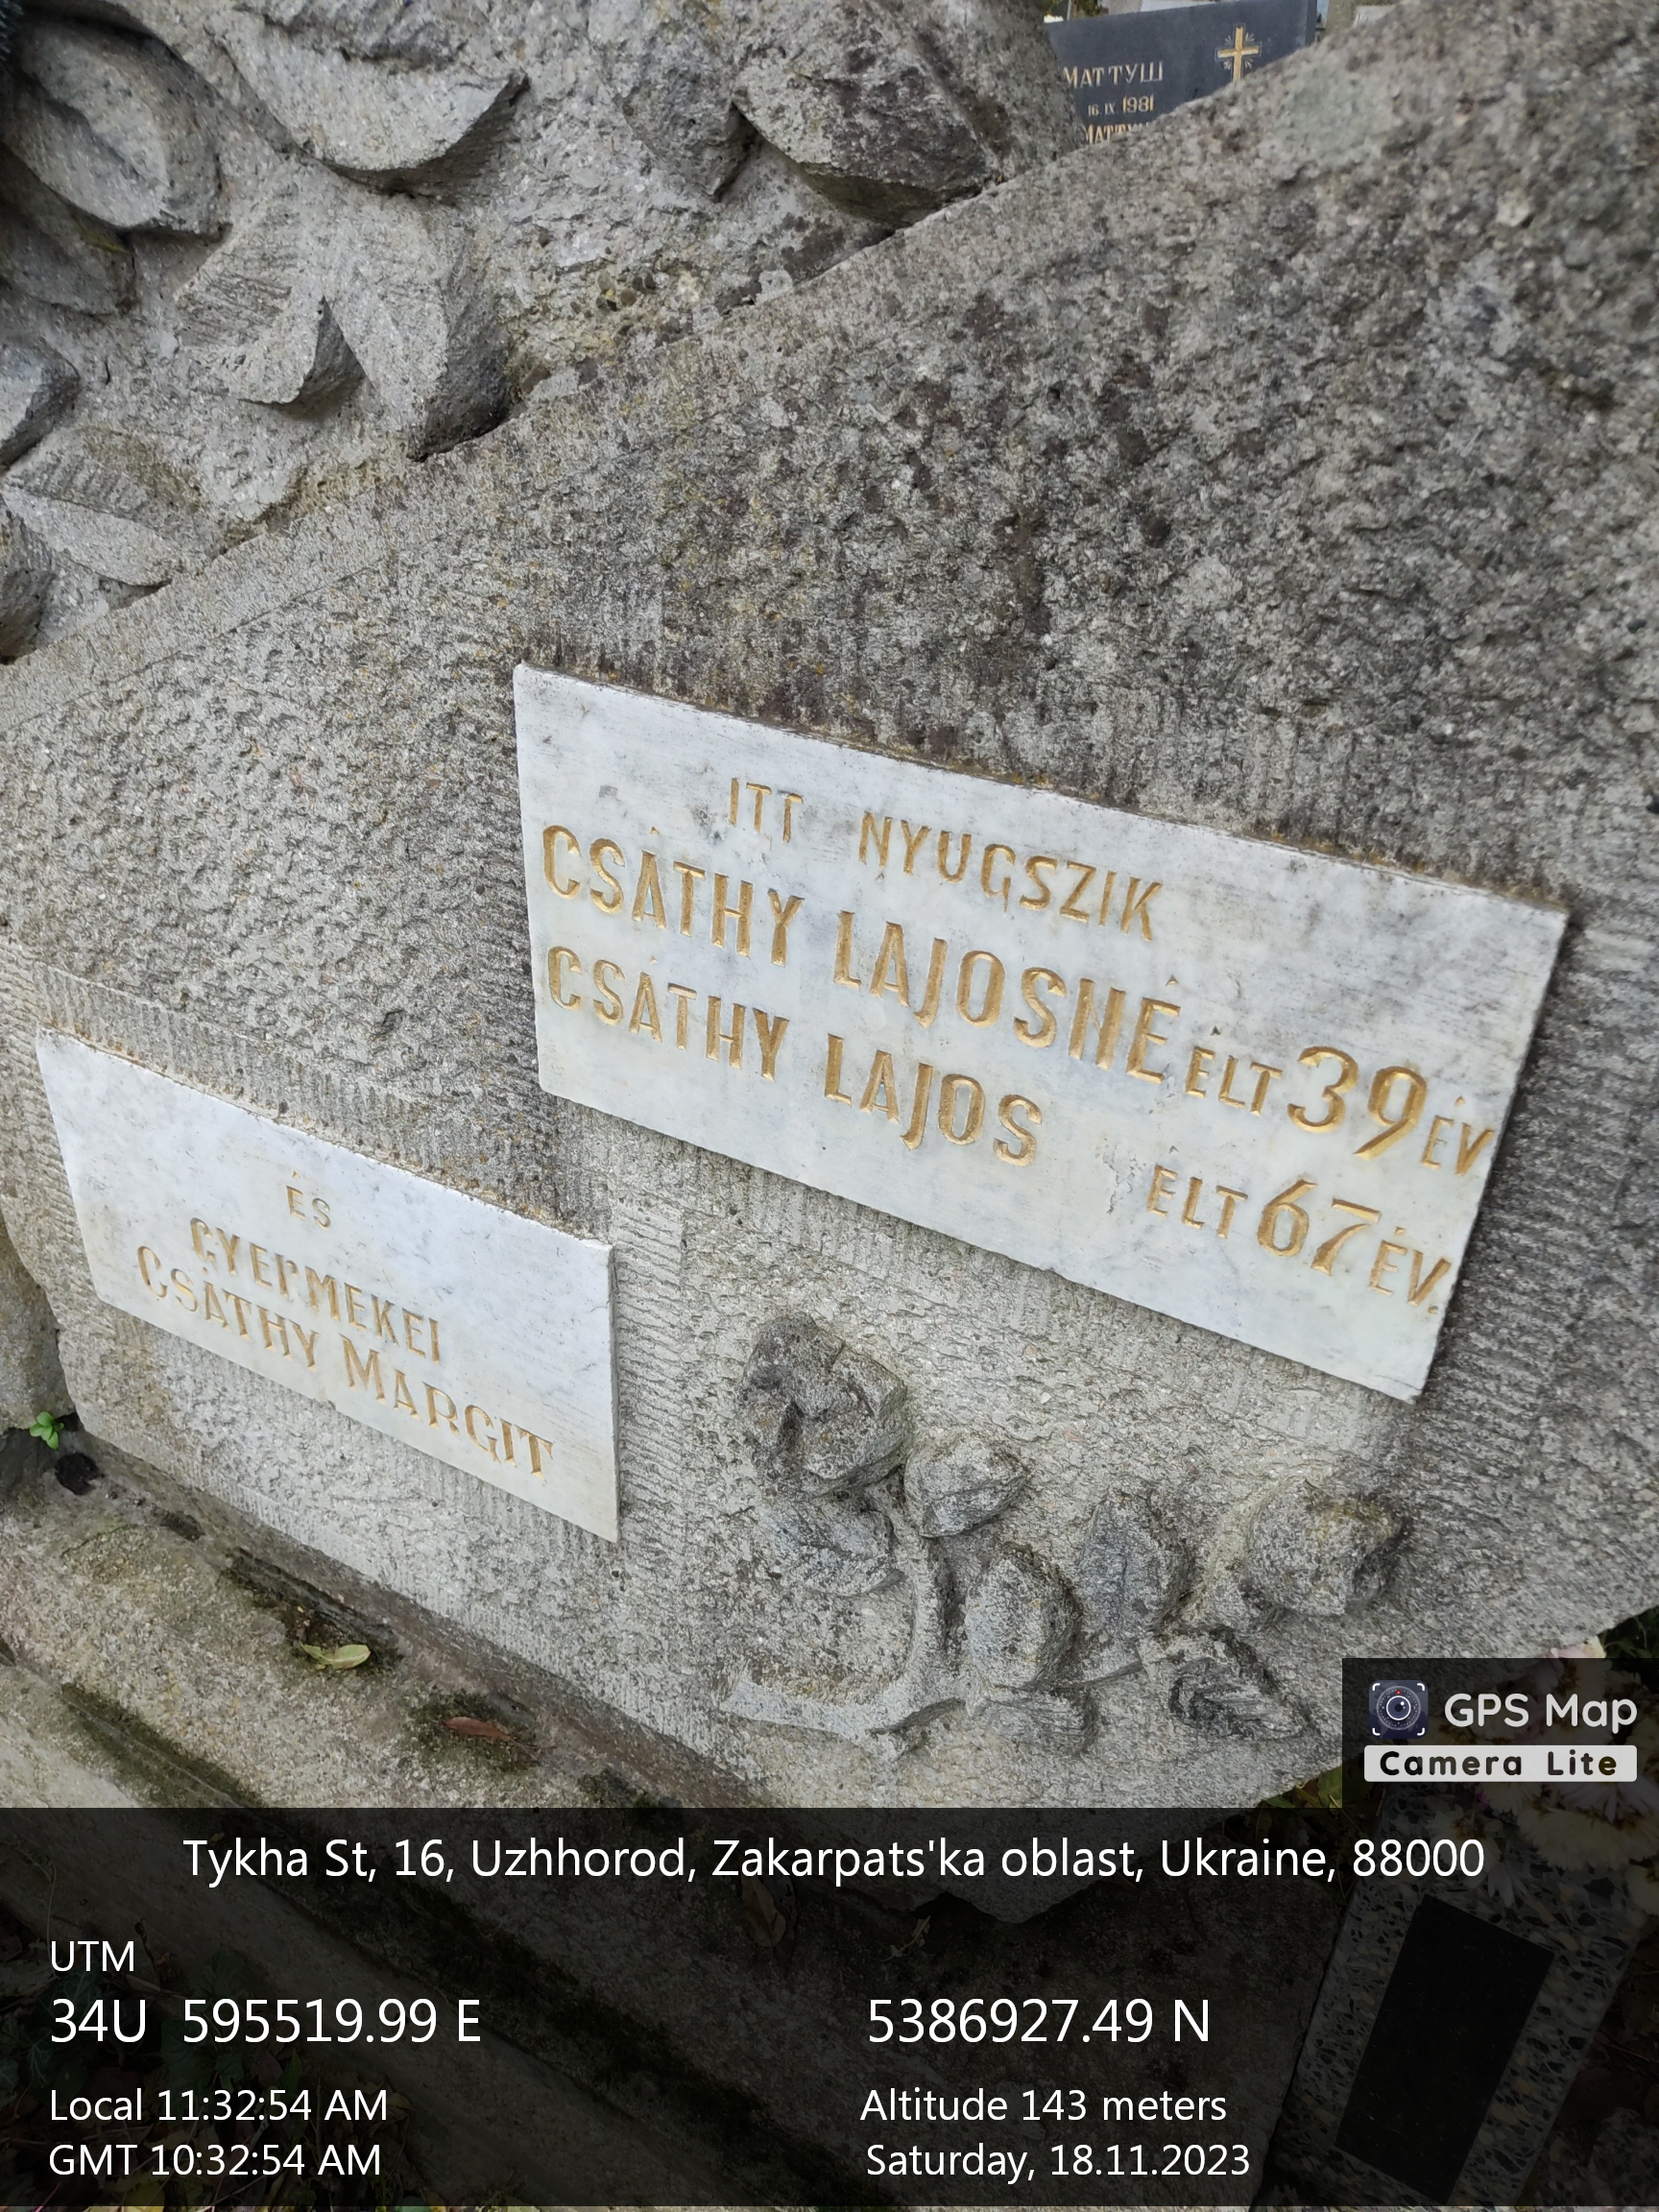 МАТТУШ
16.IX.1981
ITT NYUGSZIK
CSÁTHY LAJOSNÉ ÉLT 39 ÉV
CSÁTHY LAJOS ÉLT 67 ÉV.
ÉS
GYERMEKEI
CSÁTHY MARGIT
GPS Map
Camera Lite
Tykha St, 16, Uzhhorod, Zakarpats'ka oblast, Ukraine, 88000
UTM
34U 595519.99 E 5386927.49 N
Local 11:32:54 AM Altitude 143 meters
GMT 10:32:54 AM Saturday, 18.11.2023